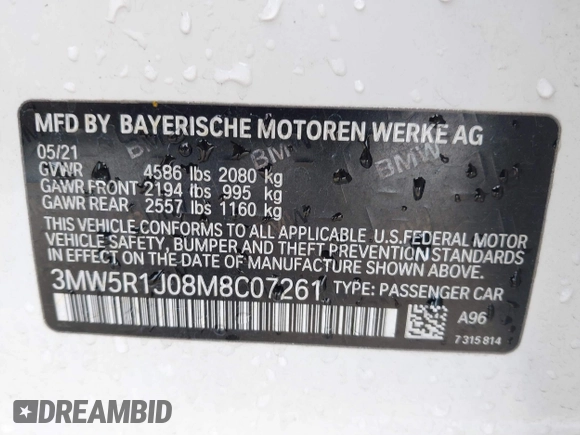 MFD BY BAYERISCHE MOTOREN WERKE AG
05/21
GVWR 4586 lbs 2080 kg
GAWR FRONT 2194 lbs 995 kg
GAWR REAR 2557 lbs 1160 kg
THIS VEHICLE CONFORMS TO ALL APPLICABLE U.S.FEDERAL MOTOR
VEHICLE SAFETY, BUMPER AND THEFT PREVENTION STANDARDS
IN EFFECT ON THE DATE OF MANUFACTURE SHOWN ABOVE.
3MW5R1J08M8C07261 TYPE: PASSENGER CAR
A96
7 315 814
DREAMBID